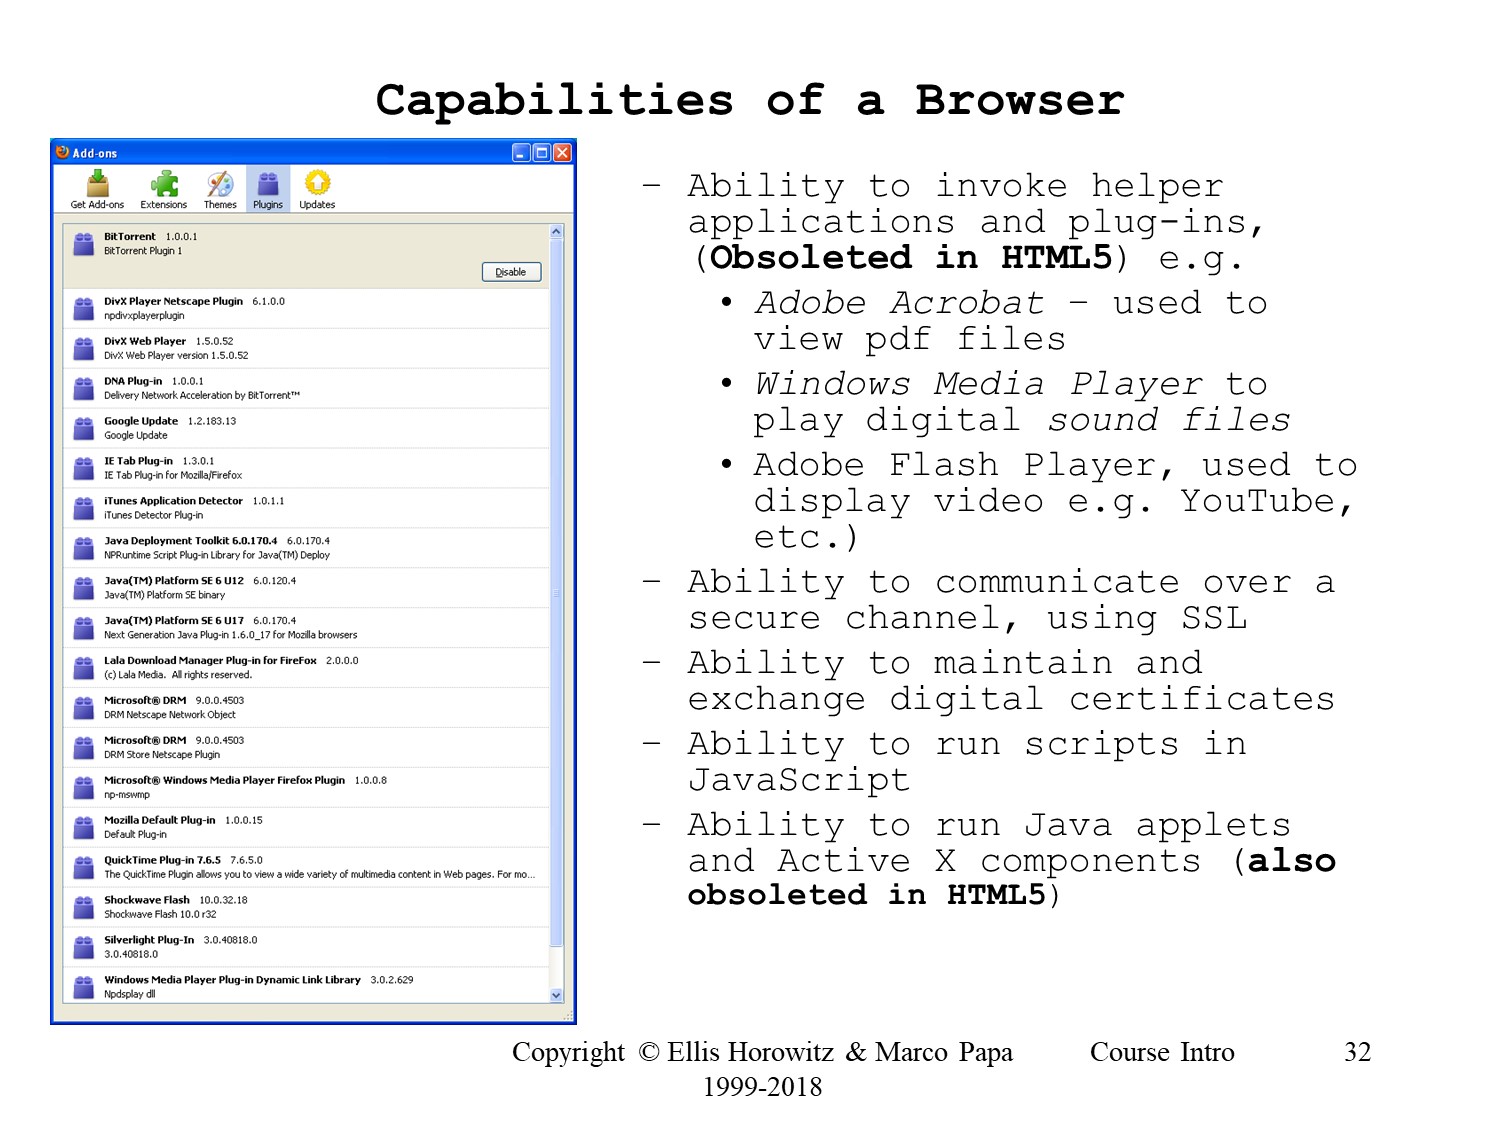 Capabilities of a Browser
Add-ons
Get Add-ons Extensions Themes Plugins Updates
BitTorrent 1.0.0.1
BitTorrent Plugin 1
Disable
DivX Player Netscape Plugin 6.1.0.0
npdivxplayerplugin
DivX Web Player 1.5.0.52
DivX Web Player version 1.5.0.52
DNA Plug-in 1.0.0.1
Delivery Network Acceleration by BitTorrent™
Google Update 1.2.183.13
Google Update
IE Tab Plug-in 1.3.0.1
IE Tab Plug-in for Mozilla/Firefox
iTunes Application Detector 1.0.1.1
iTunes Detector Plug-in
Java Deployment Toolkit 6.0.170.4 6.0.170.4
NPRuntime Script Plug-in Library for Java(TM) Deploy
Java(TM) Platform SE 6 U12 6.0.120.4
Java(TM) Platform SE binary
Java(TM) Platform SE 6 U17 6.0.170.4
Next Generation Java Plug-in 1.6.0_17 for Mozilla browsers
Lala Download Manager Plug-in for FireFox 2.0.0.0
(c) Lala Media. All rights reserved.
Microsoft® DRM 9.0.0.4503
DRM Netscape Network Object
Microsoft® DRM 9.0.0.4503
DRM Store Netscape Plugin
Microsoft® Windows Media Player Firefox Plugin 1.0.0.8
np-mswmp
Mozilla Default Plug-in 1.0.0.15
Default Plug-in
QuickTime Plug-in 7.6.5 7.6.5.0
The QuickTime Plugin allows you to view a wide variety of multimedia content in Web pages. For mo...
Shockwave Flash 10.0.32.18
Shockwave Flash 10.0 r32
Silverlight Plug-In 3.0.40818.0
3.0.40818.0
Windows Media Player Plug-in Dynamic Link Library 3.0.2.629
Npdsplay dll
– Ability to invoke helper
applications and plug-ins,
(Obsoleted in HTML5) e.g.
• Adobe Acrobat – used to
view pdf files
• Windows Media Player to
play digital sound files
• Adobe Flash Player, used to
display video e.g. YouTube,
etc.)
– Ability to communicate over a
secure channel, using SSL
– Ability to maintain and
exchange digital certificates
– Ability to run scripts in
JavaScript
– Ability to run Java applets
and Active X components (also
obsoleted in HTML5)
Copyright © Ellis Horowitz & Marco Papa
1999-2018
Course Intro
32